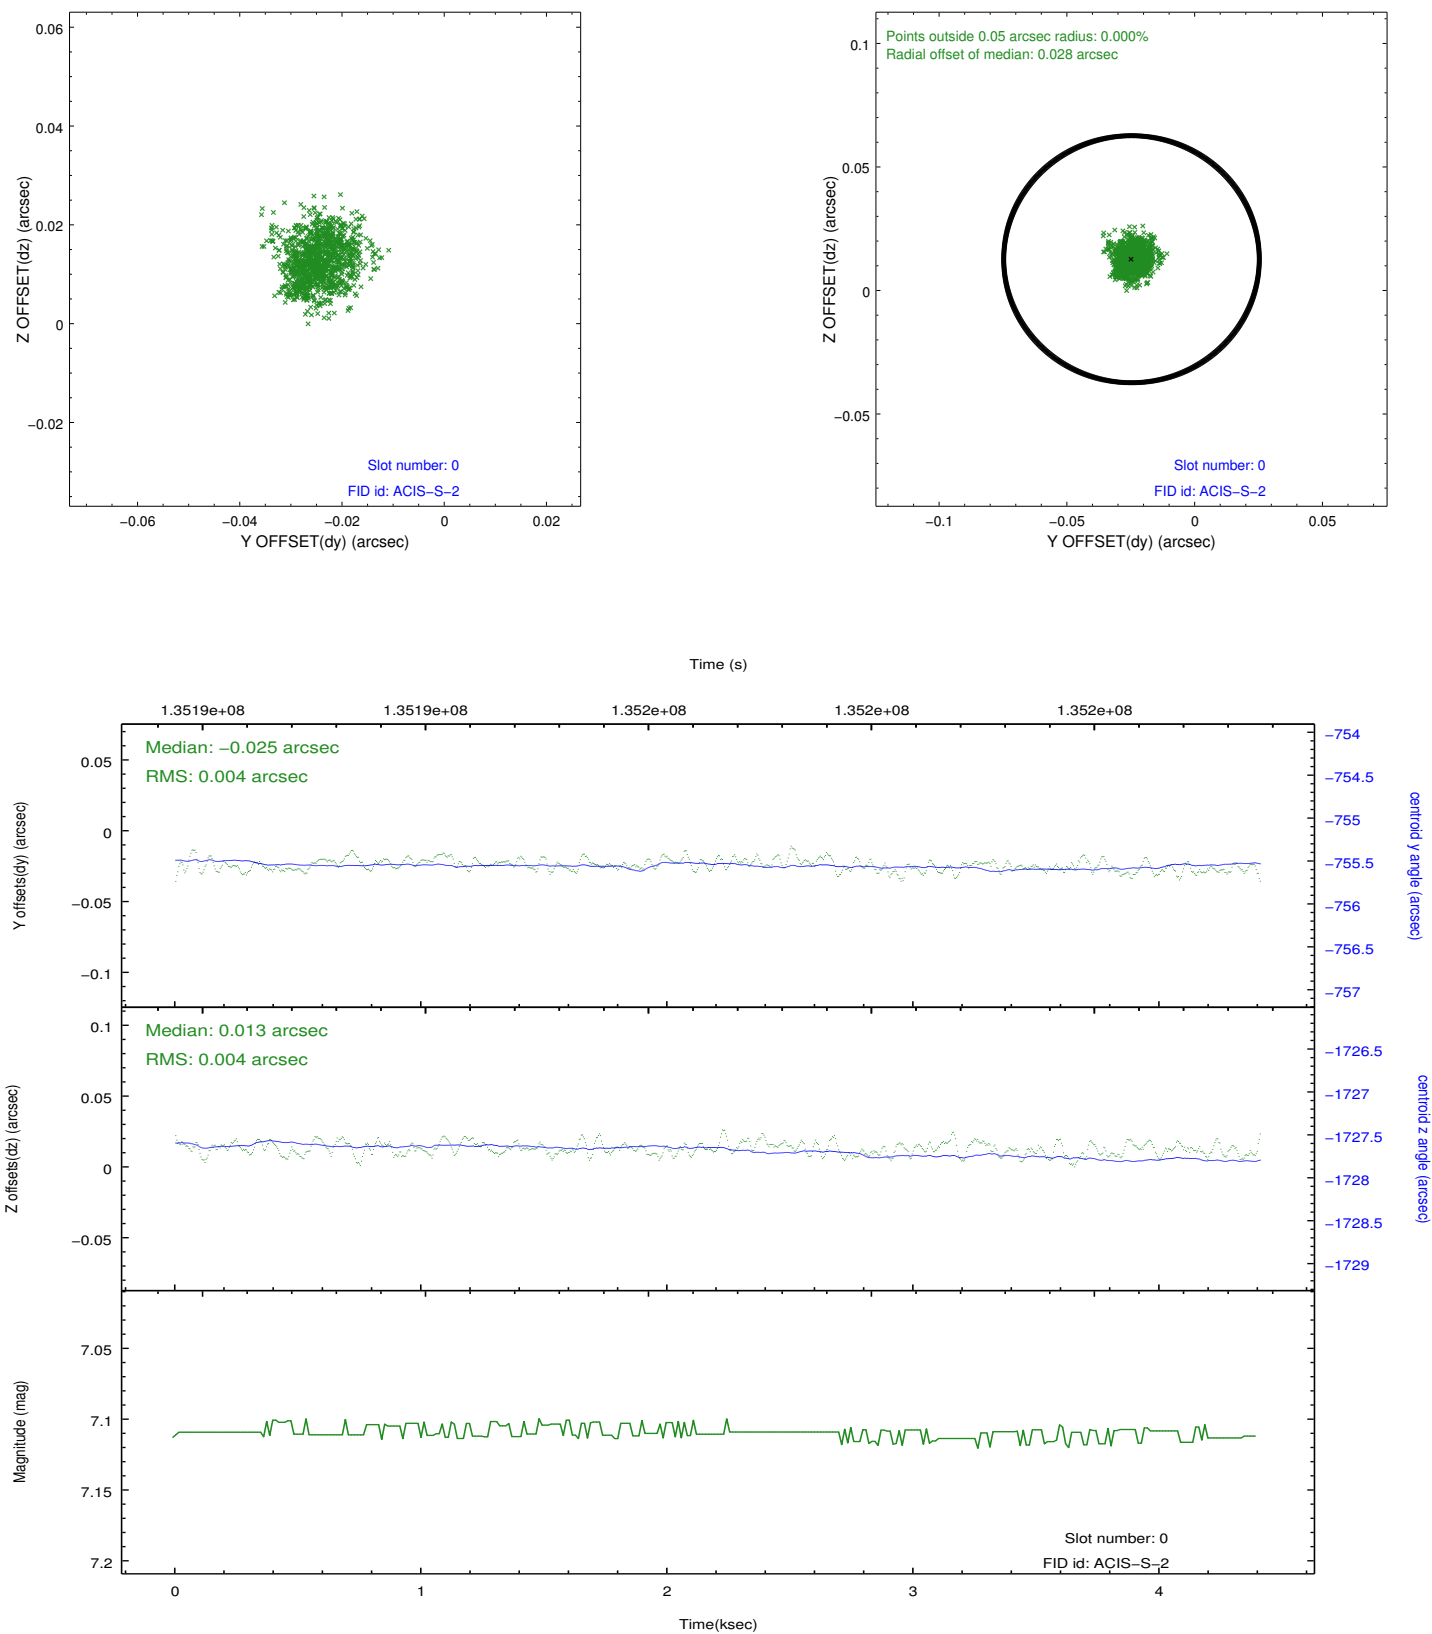 0.06
0.04
0.02
0
−0.02
Z OFFSET(dz) (arcsec)
Slot number: 0
FID id: ACIS−S−2
−0.06
−0.04
−0.02
0
0.02
Y OFFSET(dy) (arcsec)
Points outside 0.05 arcsec radius: 0.000%
Radial offset of median: 0.028 arcsec
0.1
0.05
0
−0.05
Z OFFSET(dz) (arcsec)
Slot number: 0
FID id: ACIS−S−2
−0.1
−0.05
0
0.05
Y OFFSET(dy) (arcsec)
Time (s)
1.3519e+08
1.3519e+08
1.352e+08
1.352e+08
1.352e+08
Median: −0.025 arcsec
RMS: 0.004 arcsec
0.05
0
−0.05
−0.1
Y offsets(dy) (arcsec)
−754
−754.5
−755
−755.5
−756
−756.5
−757
centroid y angle (arcsec)
Median: 0.013 arcsec
RMS: 0.004 arcsec
0.1
0.05
0
−0.05
Z offsets(dz) (arcsec)
−1726.5
−1727
−1727.5
−1728
−1728.5
−1729
centroid z angle (arcsec)
7.05
7.1
7.15
7.2
Magnitude (mag)
Slot number: 0
FID id: ACIS−S−2
0
1
2
3
4
Time(ksec)